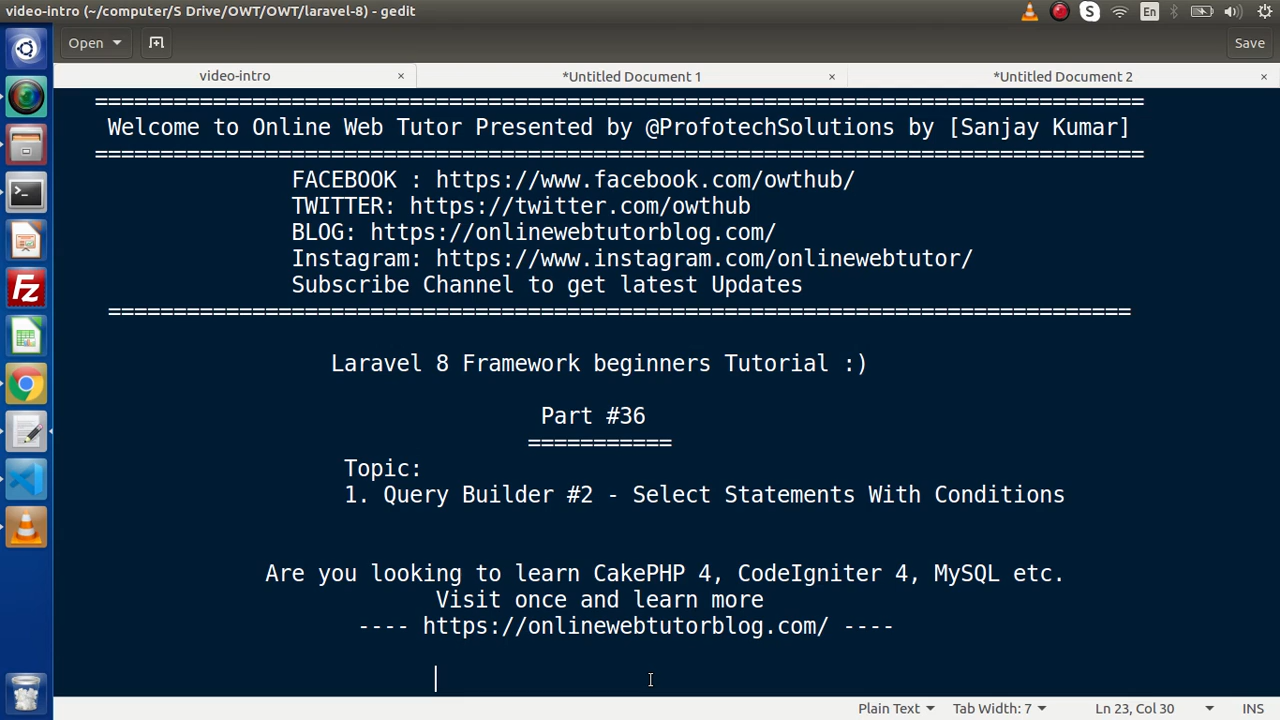 video-intro (~/computer/S Drive/OWT/OWT/laravel-8) - gedit
En
Open
Save
video-intro × *Untitled Document 1 × *Untitled Document 2 ×
================================================================================
Welcome to Online Web Tutor Presented by @ProfotechSolutions by [Sanjay Kumar]
================================================================================
FACEBOOK : https://www.facebook.com/owthub/
TWITTER: https://twitter.com/owthub
BLOG: https://onlinewebtutorblog.com/
Instagram: https://www.instagram.com/onlinewebtutor/
Subscribe Channel to get latest Updates
==============================================================================
Laravel 8 Framework beginners Tutorial :)
Part #36
===========
Topic:
1. Query Builder #2 - Select Statements With Conditions
Are you looking to learn CakePHP 4, CodeIgniter 4, MySQL etc.
Visit once and learn more
---- https://onlinewebtutorblog.com/ ----
Plain Text Tab Width: 7 Ln 23, Col 30 INS